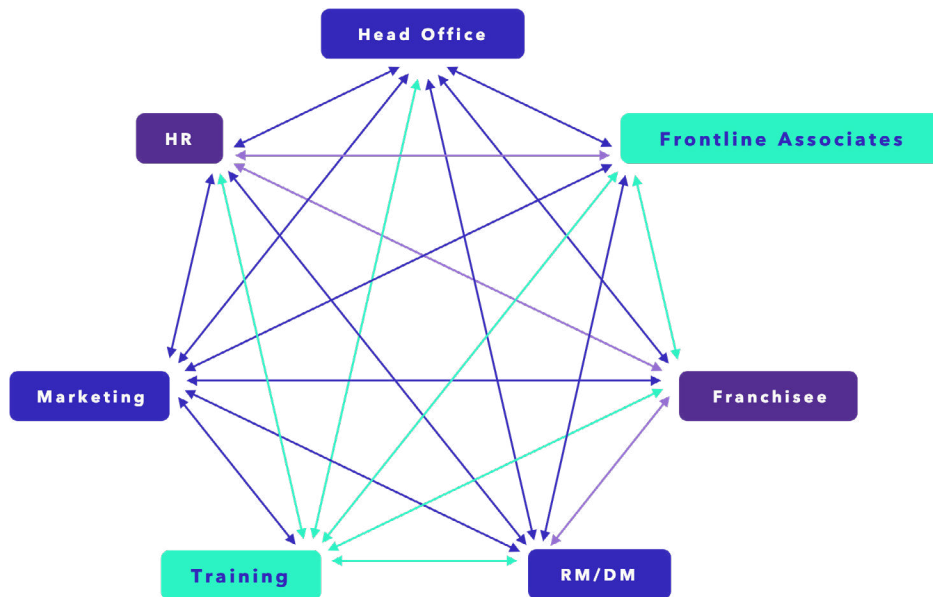 Head Office
HR
Frontline Associates
Marketing
Franchisee
Training
RM/DM